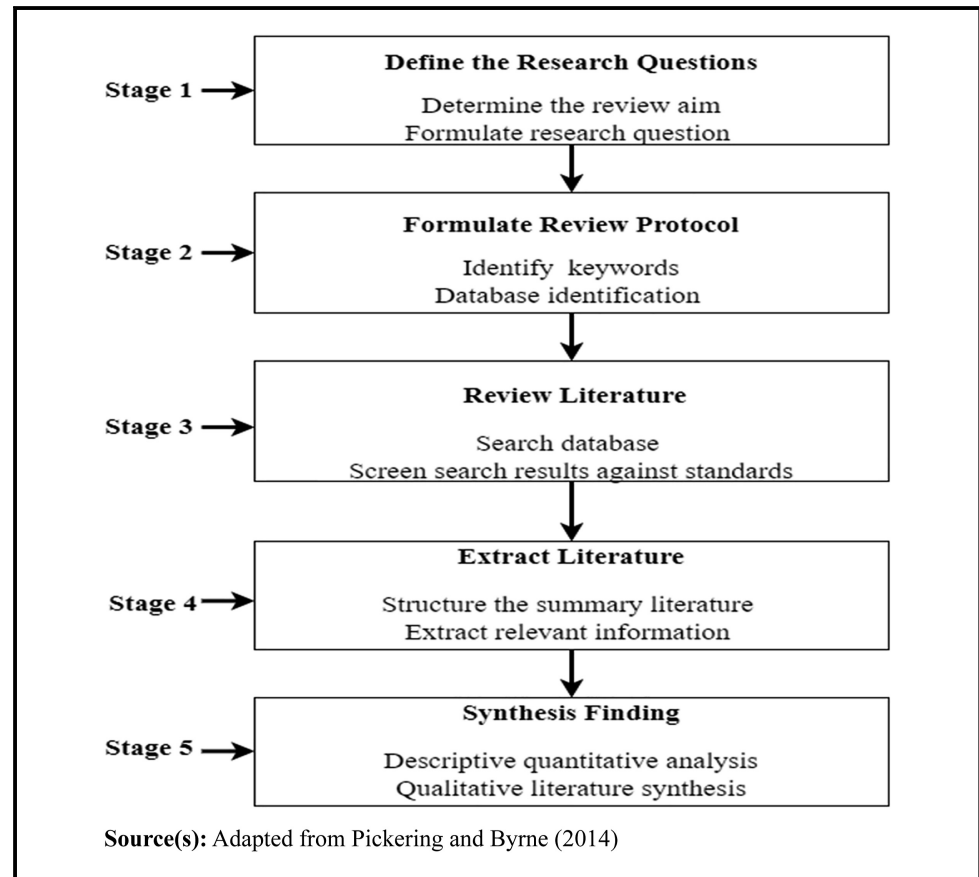 Define the Research Questions
Stage 1
Determine the review aim
Formulate research question
Formulate Review Protocol
Stage 2
Identify keywords
Database identification
Review Literature
Stage 3
Search database
Screen search results against standards
Extract Literature
Stage 4
Structure the summary literature
Extract relevant information
Synthesis Finding
Stage 5
Descriptive quantitative analysis
Qualitative literature synthesis
Source(s): Adapted from Pickering and Byrne (2014)